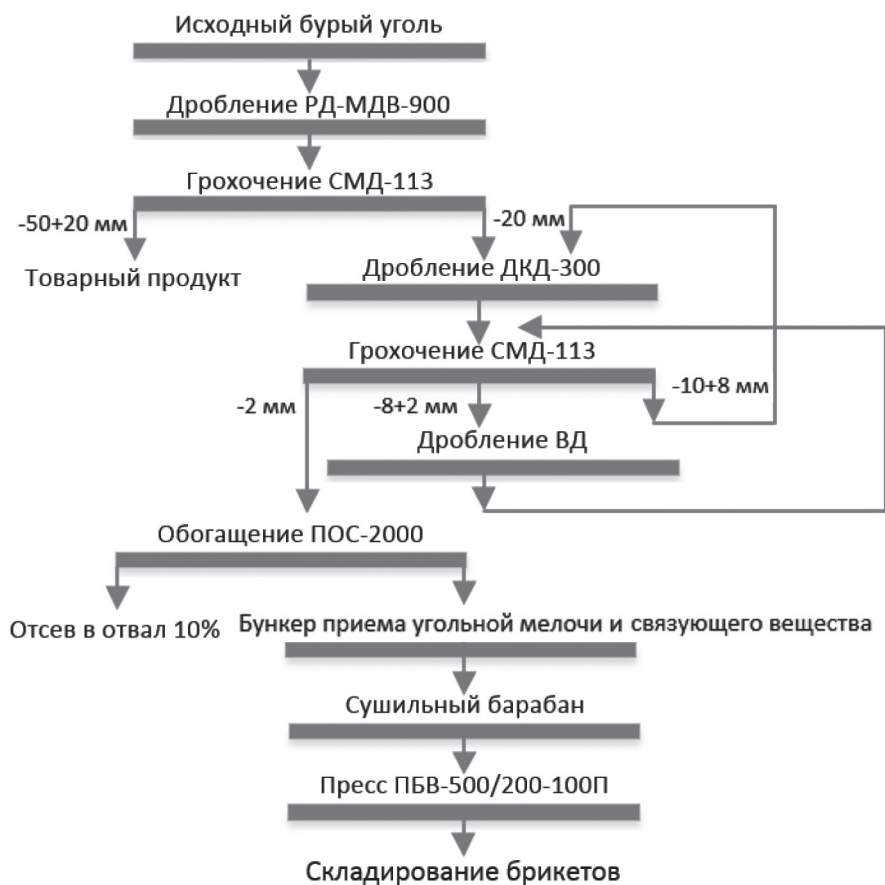 Исходный бурый уголь
Дробление РД-МДВ-900
Грохочение СМД-113
-50+20 мм
-20 мм
Товарный продукт
Дробление ДКД-300
Грохочение СМД-113
-2 мм
-8+2 мм
-10+8 мм
Дробление ВД
Обогащение ПОС-2000
Отсев в отвал 10%
Бункер приема угольной мелочи и связующего вещества
Сушильный барабан
Пресс ПБВ-500/200-100П
Складирование брикетов